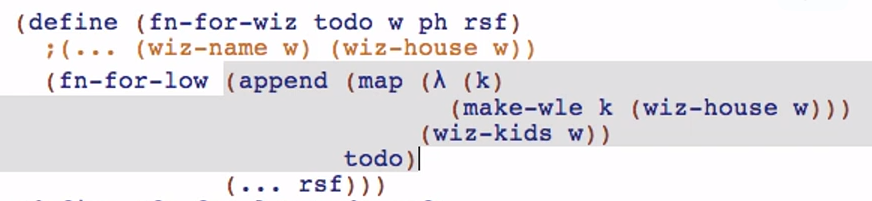 (define (fn-for-wiz todo w ph rsf)
;(... (wiz-name w) (wiz-house w))
(fn-for-low (append (map (λ (k)
(make-wle k (wiz-house w)))
(wiz-kids w))
todo)
(... rsf)))